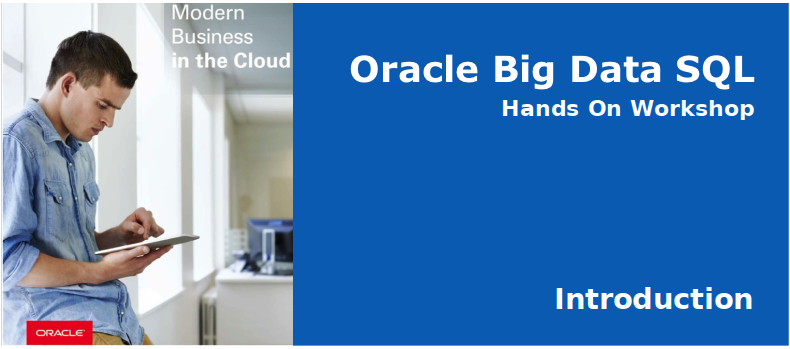 Modern
Business
in the Cloud
Oracle Big Data SQL
Hands On Workshop
Introduction
ORACLE